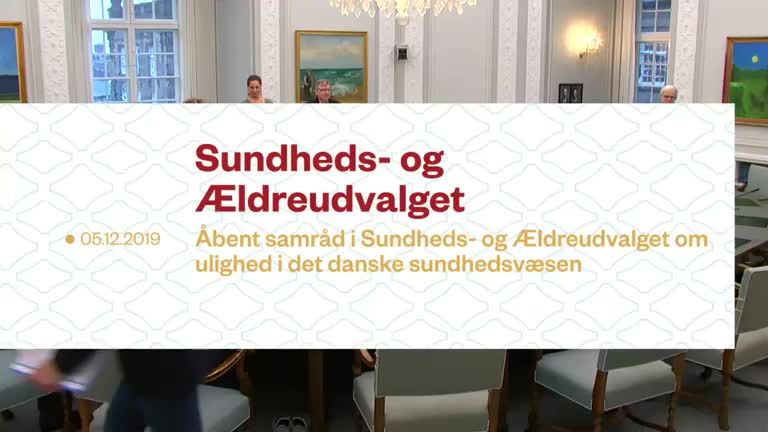 Sundheds- og
Ældreudvalget
05.12.2019
Åbent samråd i Sundheds- og Ældreudvalget om
ulighed i det danske sundhedsvæsen